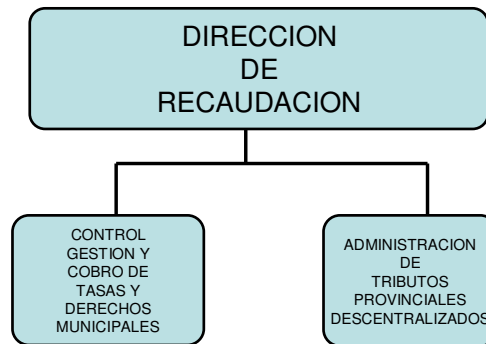 DIRECCION
DE
RECAUDACION
CONTROL
GESTION Y
COBRO DE
TASAS Y
DERECHOS
MUNICIPALES
ADMINISTRACION
DE
TRIBUTOS
PROVINCIALES
DESCENTRALIZADOS